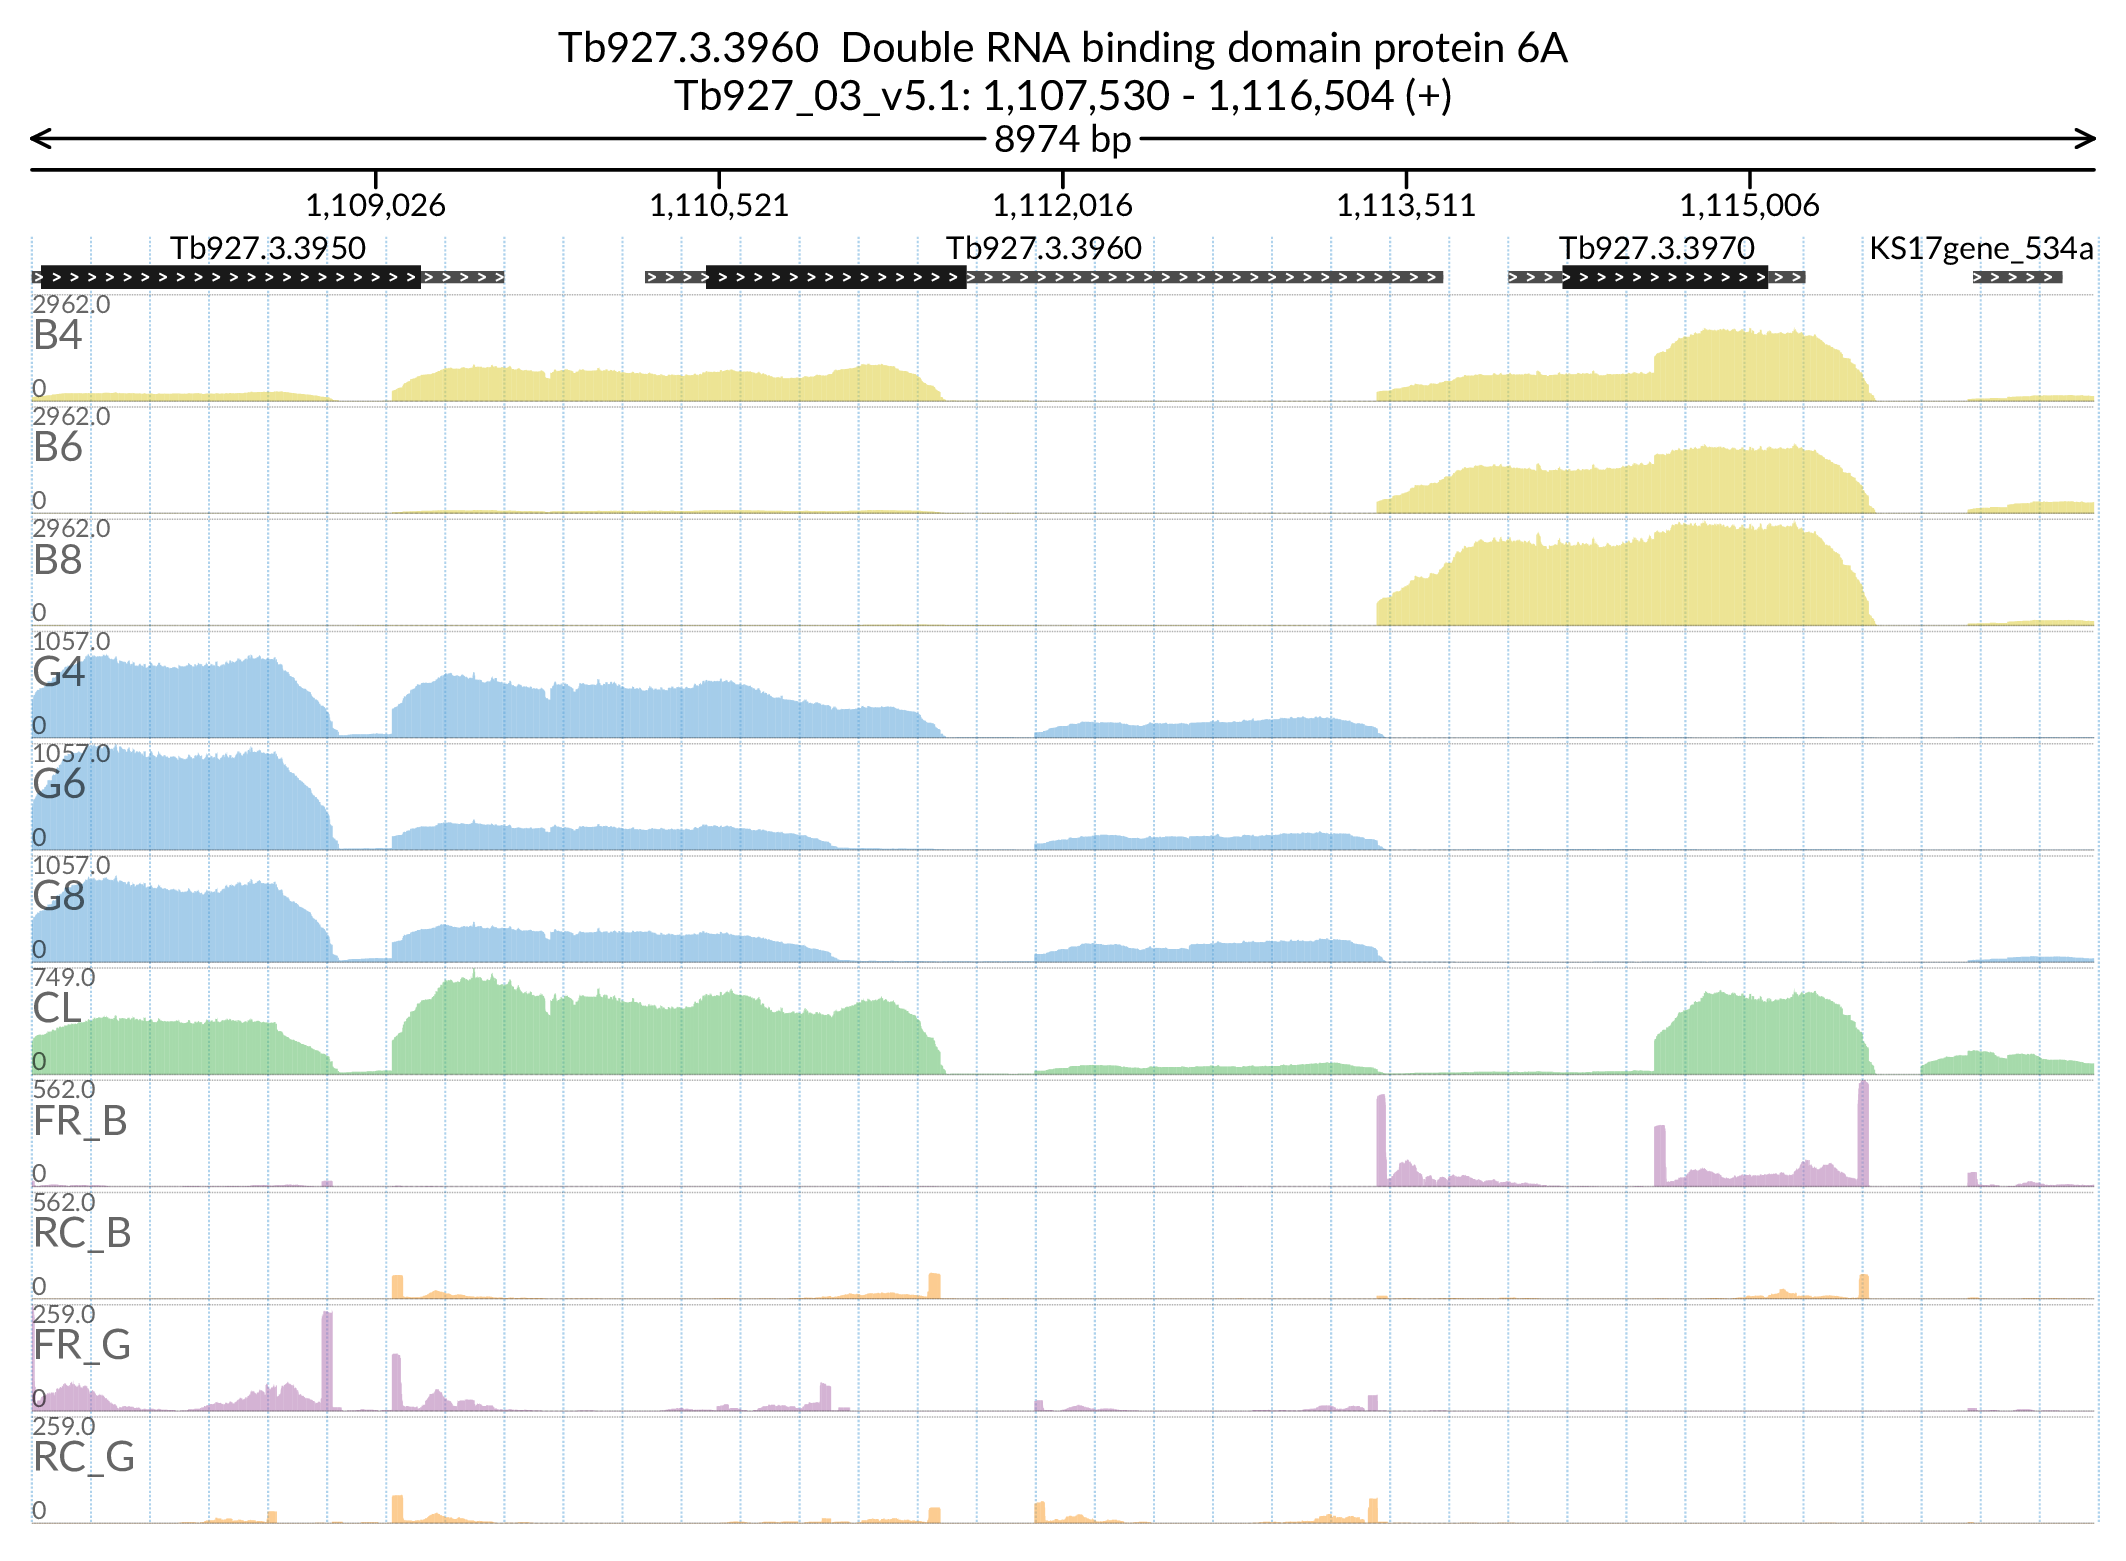 Tb927.3.3960  Double RNA binding domain protein 6A
Tb927_03_v5.1: 1,107,530 - 1,116,504 (+)
8974 bp
1,109,026 1,110,521 1,112,016 1,113,511 1,115,006
Tb927.3.3950 Tb927.3.3960 Tb927.3.3970 KS17gene_534a
2962.0
B4
0
2962.0
B6
0
2962.0
B8
0
1057.0
G4
0
1057.0
G6
0
1057.0
G8
0
749.0
CL
0
562.0
FR_B
0
562.0
RC_B
0
259.0
FR_G
0
259.0
RC_G
0